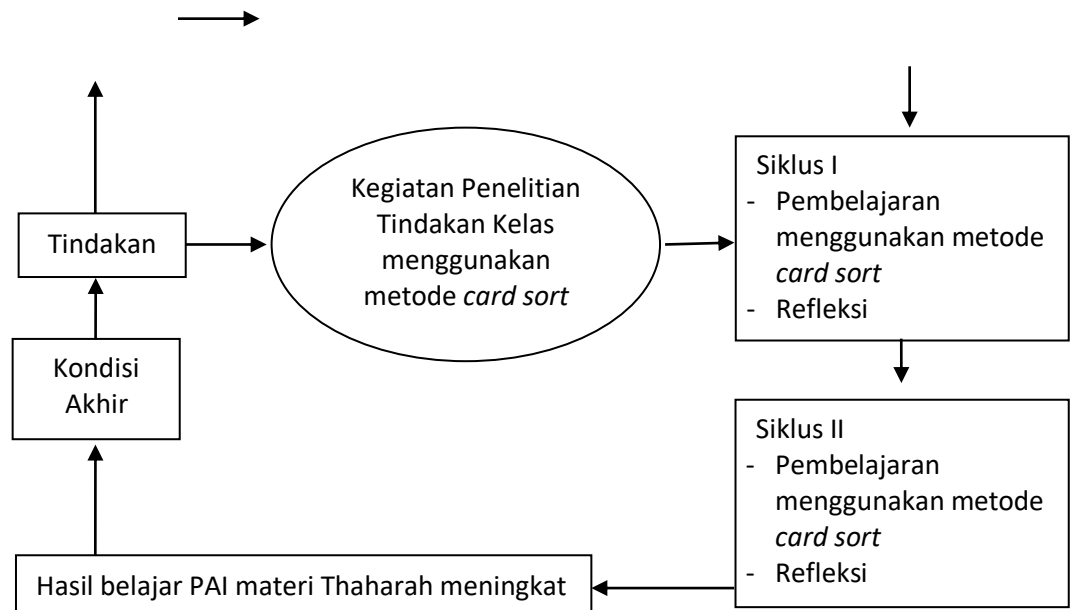 Tindakan
Kegiatan Penelitian
Tindakan Kelas
menggunakan
metode card sort
Siklus I
- Pembelajaran
menggunakan metode
card sort
- Refleksi
Kondisi
Akhir
Siklus II
- Pembelajaran
menggunakan metode
card sort
- Refleksi
Hasil belajar PAI materi Thaharah meningkat